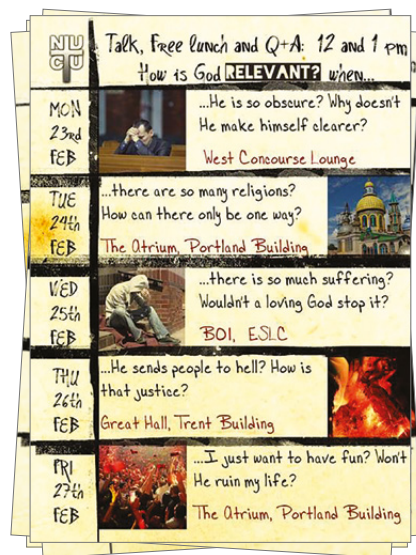 NU
CU
Talk, Free lunch and Q+A: 12 and 1 pm
How is God RELEVANT? when...
MON
23rd
FEB
...He is so obscure? Why doesn't
He make himself clearer?
West Concourse Lounge
TUE
24th
FEB
...there are so many religions?
How can there only be one way?
The Atrium, Portland Building
WED
25th
FEB
...there is so much suffering?
Wouldn't a loving God stop it?
B01, ESLC
THU
26th
FEB
...He sends people to hell? How is
that justice?
Great Hall, Trent Building
FRI
27th
FEB
...I just want to have fun? Won't
He ruin my life?
The Atrium, Portland Building